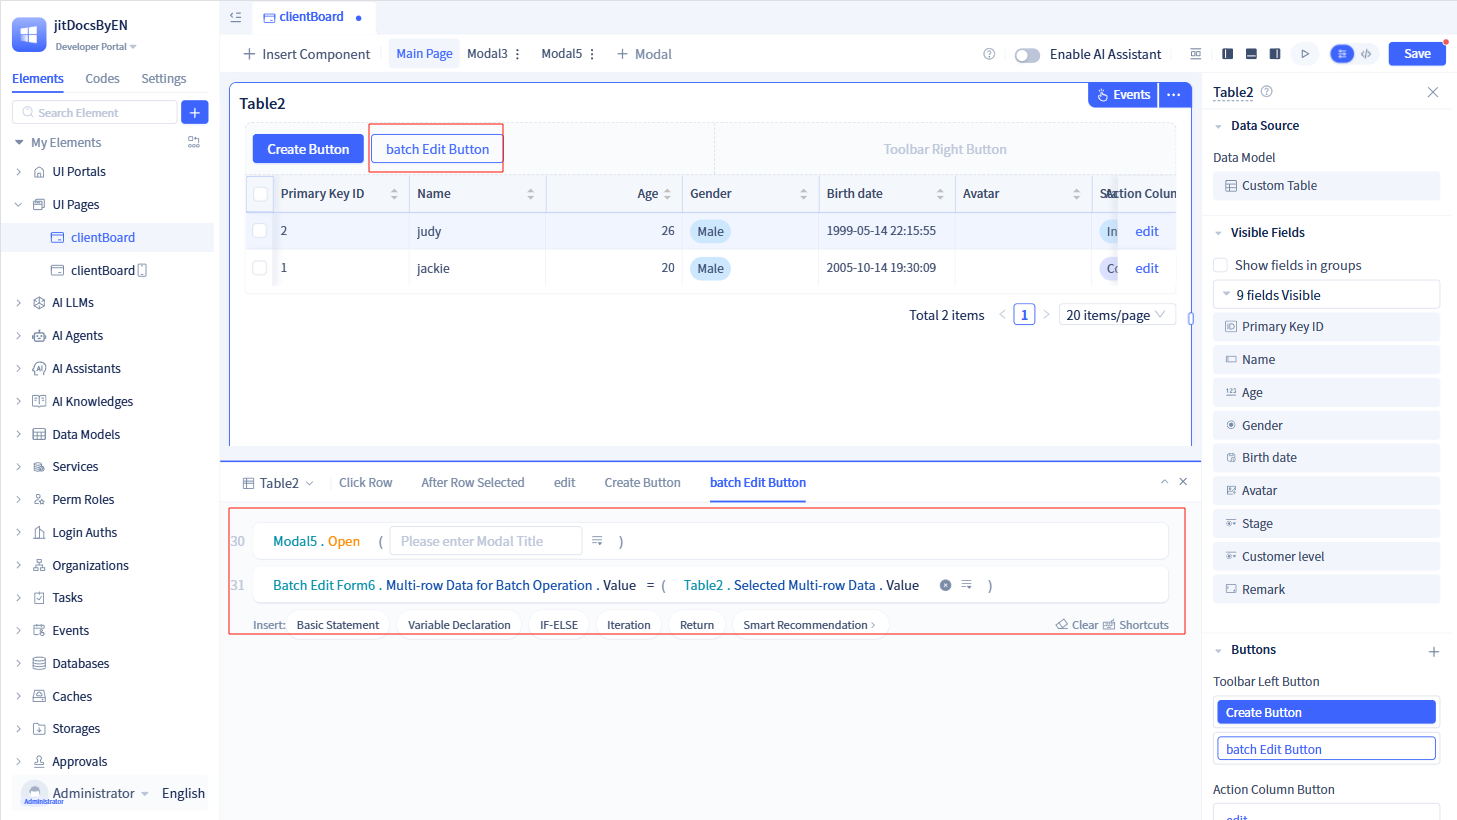 jitDocsByEN
Developer Portal
Elements
Codes
Settings
Search Element
My Elements
UI Portals
UI Pages
clientBoard
clientBoard
AI LLMs
AI Agents
AI Assistants
AI Knowledges
Data Models
Services
Perm Roles
Login Auths
Organizations
Tasks
Events
Databases
Caches
Storages
Approvals
Administrator
Administrator
English
clientBoard
Insert Component
Main Page
Modal3
Modal5
Modal
Enable AI Assistant
Save
Table2
Events
Create Button
batch Edit Button
Toolbar Right Button
Primary Key ID
Name
Age
Gender
Birth date
Avatar
Action Colun
2
judy
26
Male
1999-05-14 22:15:55
In
edit
1
jackie
20
Male
2005-10-14 19:30:09
edit
Total 2 items
1
20 items/page
Table2
Click Row
After Row Selected
edit
Create Button
batch Edit Button
30
Modal5 . Open ( Please enter Modal Title )
31
Batch Edit Form6 . Multi-row Data for Batch Operation . Value = ( Table2 . Selected Multi-row Data . Value )
Insert:
Basic Statement
Variable Declaration
IF-ELSE
Iteration
Return
Smart Recommendation
Clear
Shortcuts
Table2
Data Source
Data Model
Custom Table
Visible Fields
Show fields in groups
9 fields Visible
Primary Key ID
Name
Age
Gender
Birth date
Avatar
Stage
Customer level
Remark
Buttons
Toolbar Left Button
Create Button
batch Edit Button
Action Column Button
edit